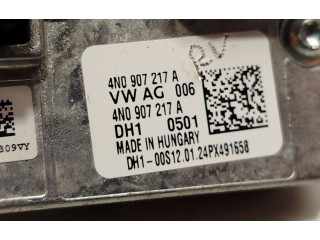 4N0 907 217 A
VW AG 006
4N0 907 217 A
DH1 0501
MADE IN HUNGARY
DH1-00S12.01.24PX491658